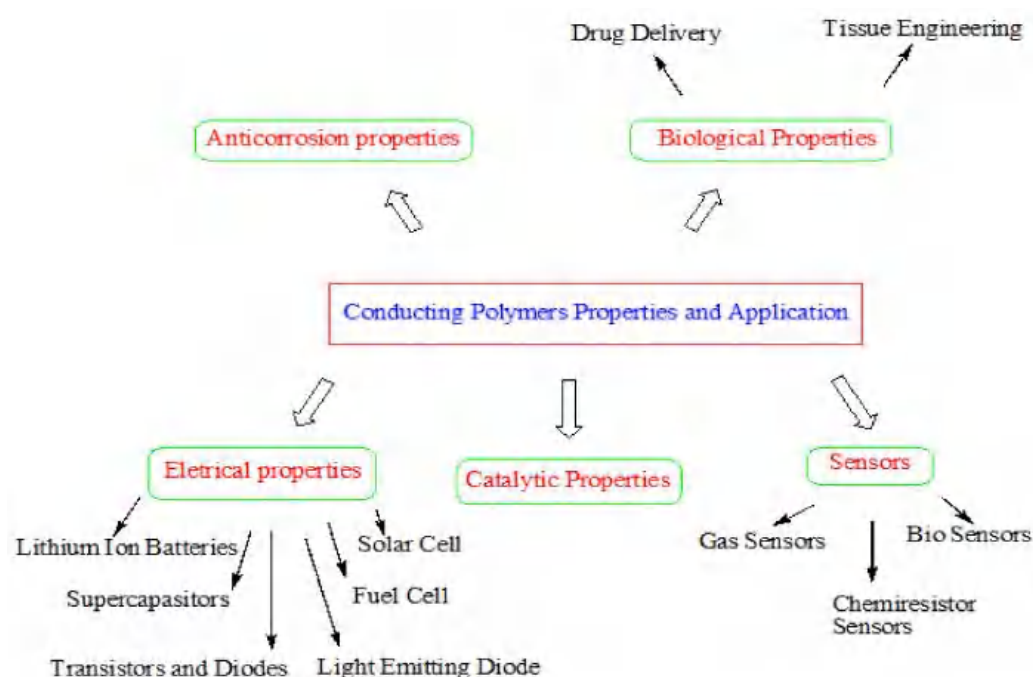 Drug Delivery
Tissue Engineering
Anticorrosion properties
Biological Properties
Conducting Polymers Properties and Application
Eletrical properties
Catalytic Properties
Sensors
Lithium Ion Batteries
Solar Cell
Gas Sensors
Bio Sensors
Supercapasitors
Fuel Cell
Chemiresistor
Sensors
Transistors and Diodes
Light Emitting Diode